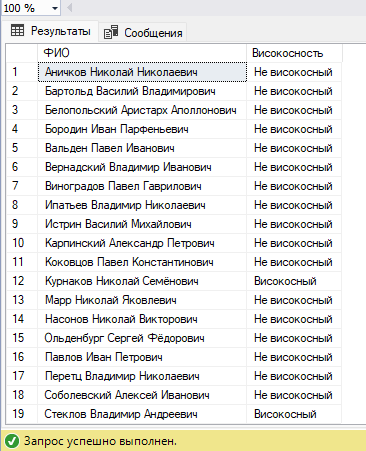 100 %
Результаты Сообщения
ФИО Високосность
1 Аничков Николай Николаевич Не високосный
2 Бартольд Василий Владимирович Не високосный
3 Белопольский Аристарх Аполлонович Не високосный
4 Бородин Иван Парфеньевич Не високосный
5 Вальден Павел Иванович Не високосный
6 Вернадский Владимир Иванович Не високосный
7 Виноградов Павел Гаврилович Не високосный
8 Ипатьев Владимир Николаевич Не високосный
9 Истрин Василий Михайлович Не високосный
10 Карпинский Александр Петрович Не високосный
11 Коковцов Павел Константинович Не високосный
12 Курнаков Николай Семёнович Високосный
13 Марр Николай Яковлевич Не високосный
14 Насонов Николай Викторович Не високосный
15 Ольденбург Сергей Фёдорович Не високосный
16 Павлов Иван Петрович Не високосный
17 Перетц Владимир Николаевич Не високосный
18 Соболевский Алексей Иванович Не високосный
19 Стеклов Владимир Андреевич Високосный
Запрос успешно выполнен.